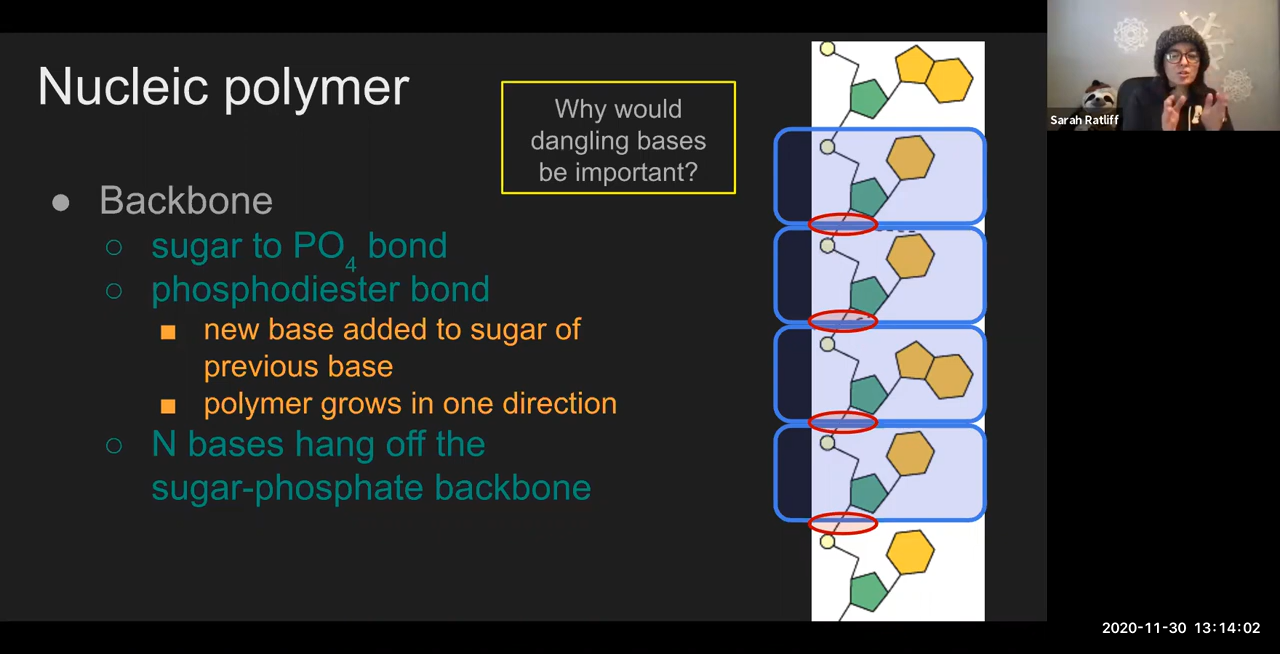 Nucleic polymer
Why would
dangling bases
be important?
● Backbone
○ sugar to PO4 bond
○ phosphodiester bond
■ new base added to sugar of
previous base
■ polymer grows in one direction
○ N bases hang off the
sugar-phosphate backbone
Sarah Ratliff
2020-11-30 13:14:02